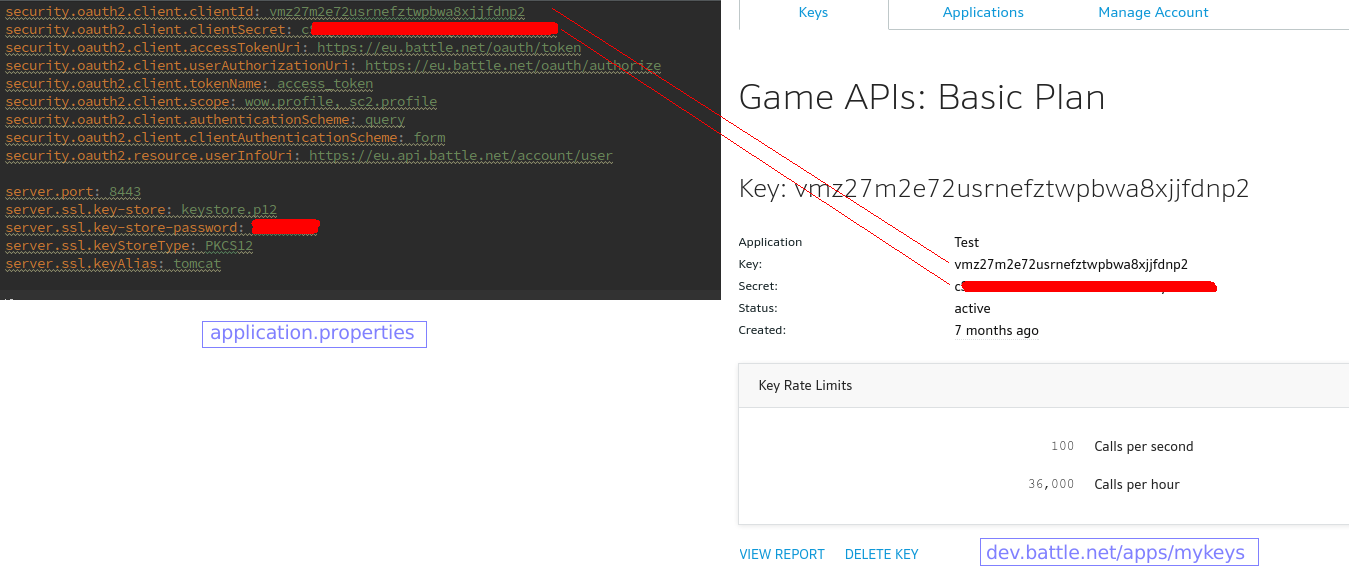 security.oauth2.client.clientId: vmz27m2e72usrnefztwpbwa8xjjfdnp2
security.oauth2.client.clientSecret: cs
security.oauth2.client.accessTokenUri: https://eu.battle.net/oauth/token
security.oauth2.client.userAuthorizationUri: https://eu.battle.net/oauth/authorize
security.oauth2.client.tokenName: access_token
security.oauth2.client.scope: wow.profile, sc2.profile
security.oauth2.client.authenticationScheme: query
security.oauth2.client.clientAuthenticationScheme: form
security.oauth2.resource.userInfoUri: https://eu.api.battle.net/account/user
server.port: 8443
server.ssl.key-store: keystore.p12
server.ssl.key-store-password:
server.ssl.keyStoreType: PKCS12
server.ssl.keyAlias: tomcat
application.properties
Keys Applications Manage Account
Game APIs: Basic Plan
Key: vmz27m2e72usrnefztwpbwa8xjjfdnp2
Application Test
Key: vmz27m2e72usrnefztwpbwa8xjjfdnp2
Secret: cs
Status: active
Created: 7 months ago
Key Rate Limits
100 Calls per second
36,000 Calls per hour
VIEW REPORT DELETE KEY
dev.battle.net/apps/mykeys